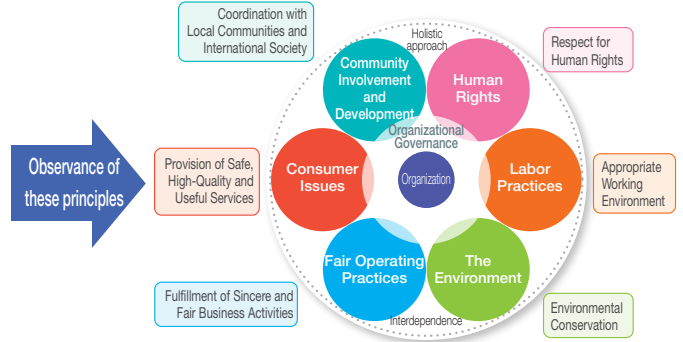 Coordination with
Local Communities and
International Society
Holistic
approach
Respect for
Human Rights
Community
Involvement
and
Development
Human
Rights
Organizational
Governance
Observance of
these principles
Provision of Safe,
High-Quality and
Useful Services
Consumer
Issues
Organization
Labor
Practices
Appropriate
Working
Environment
Fair Operating
Practices
The
Environment
Fulfillment of Sincere and
Fair Business Activities
Interdependence
Environmental
Conservation